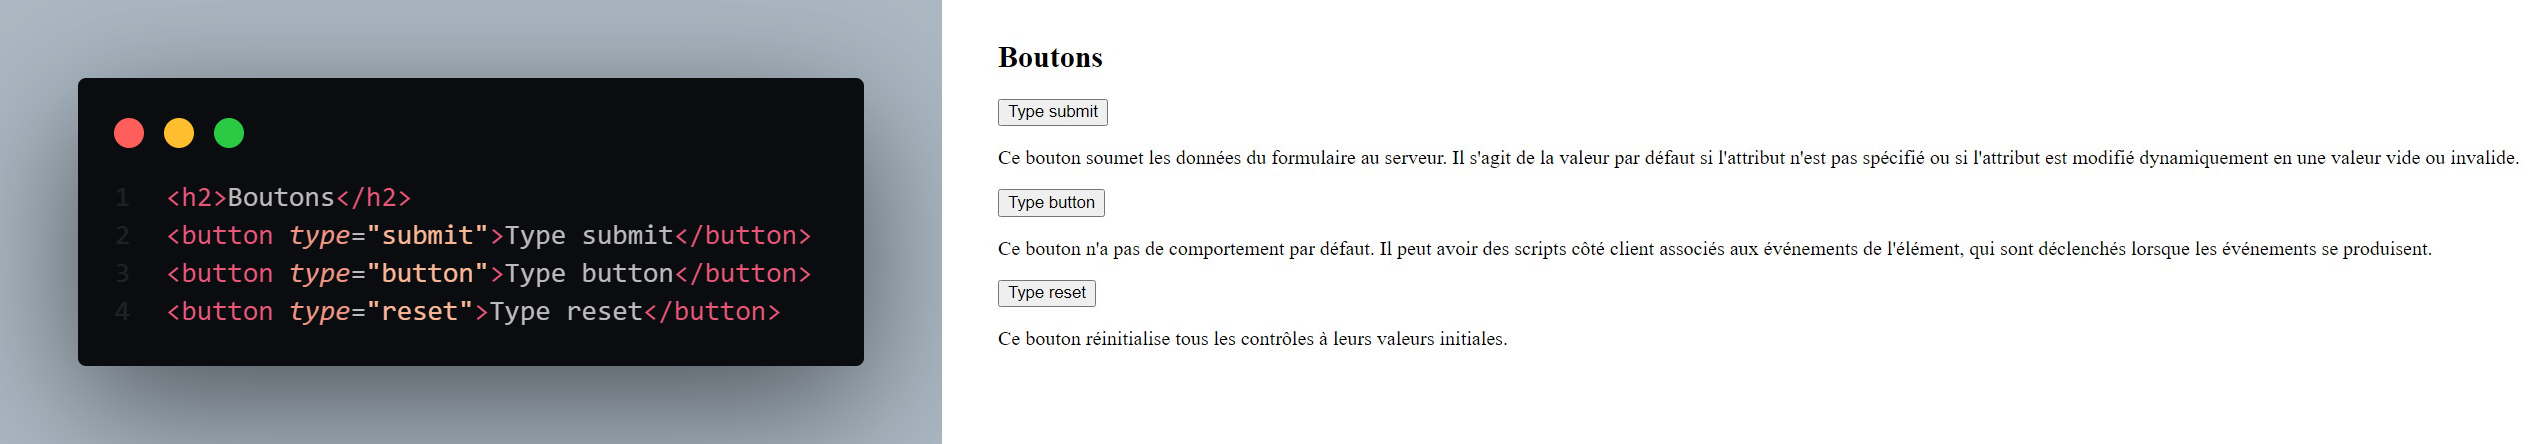 1 <h2>Boutons</h2>
2 <button type="submit">Type submit</button>
3 <button type="button">Type button</button>
4 <button type="reset">Type reset</button>
Boutons
Type submit
Ce bouton soumet les données du formulaire au serveur. Il s'agit de la valeur par défaut si l'attribut n'est pas spécifié ou si l'attribut est modifié dynamiquement en une valeur vide ou invalide.
Type button
Ce bouton n'a pas de comportement par défaut. Il peut avoir des scripts côté client associés aux événements de l'élément, qui sont déclenchés lorsque les événements se produisent.
Type reset
Ce bouton réinitialise tous les contrôles à leurs valeurs initiales.